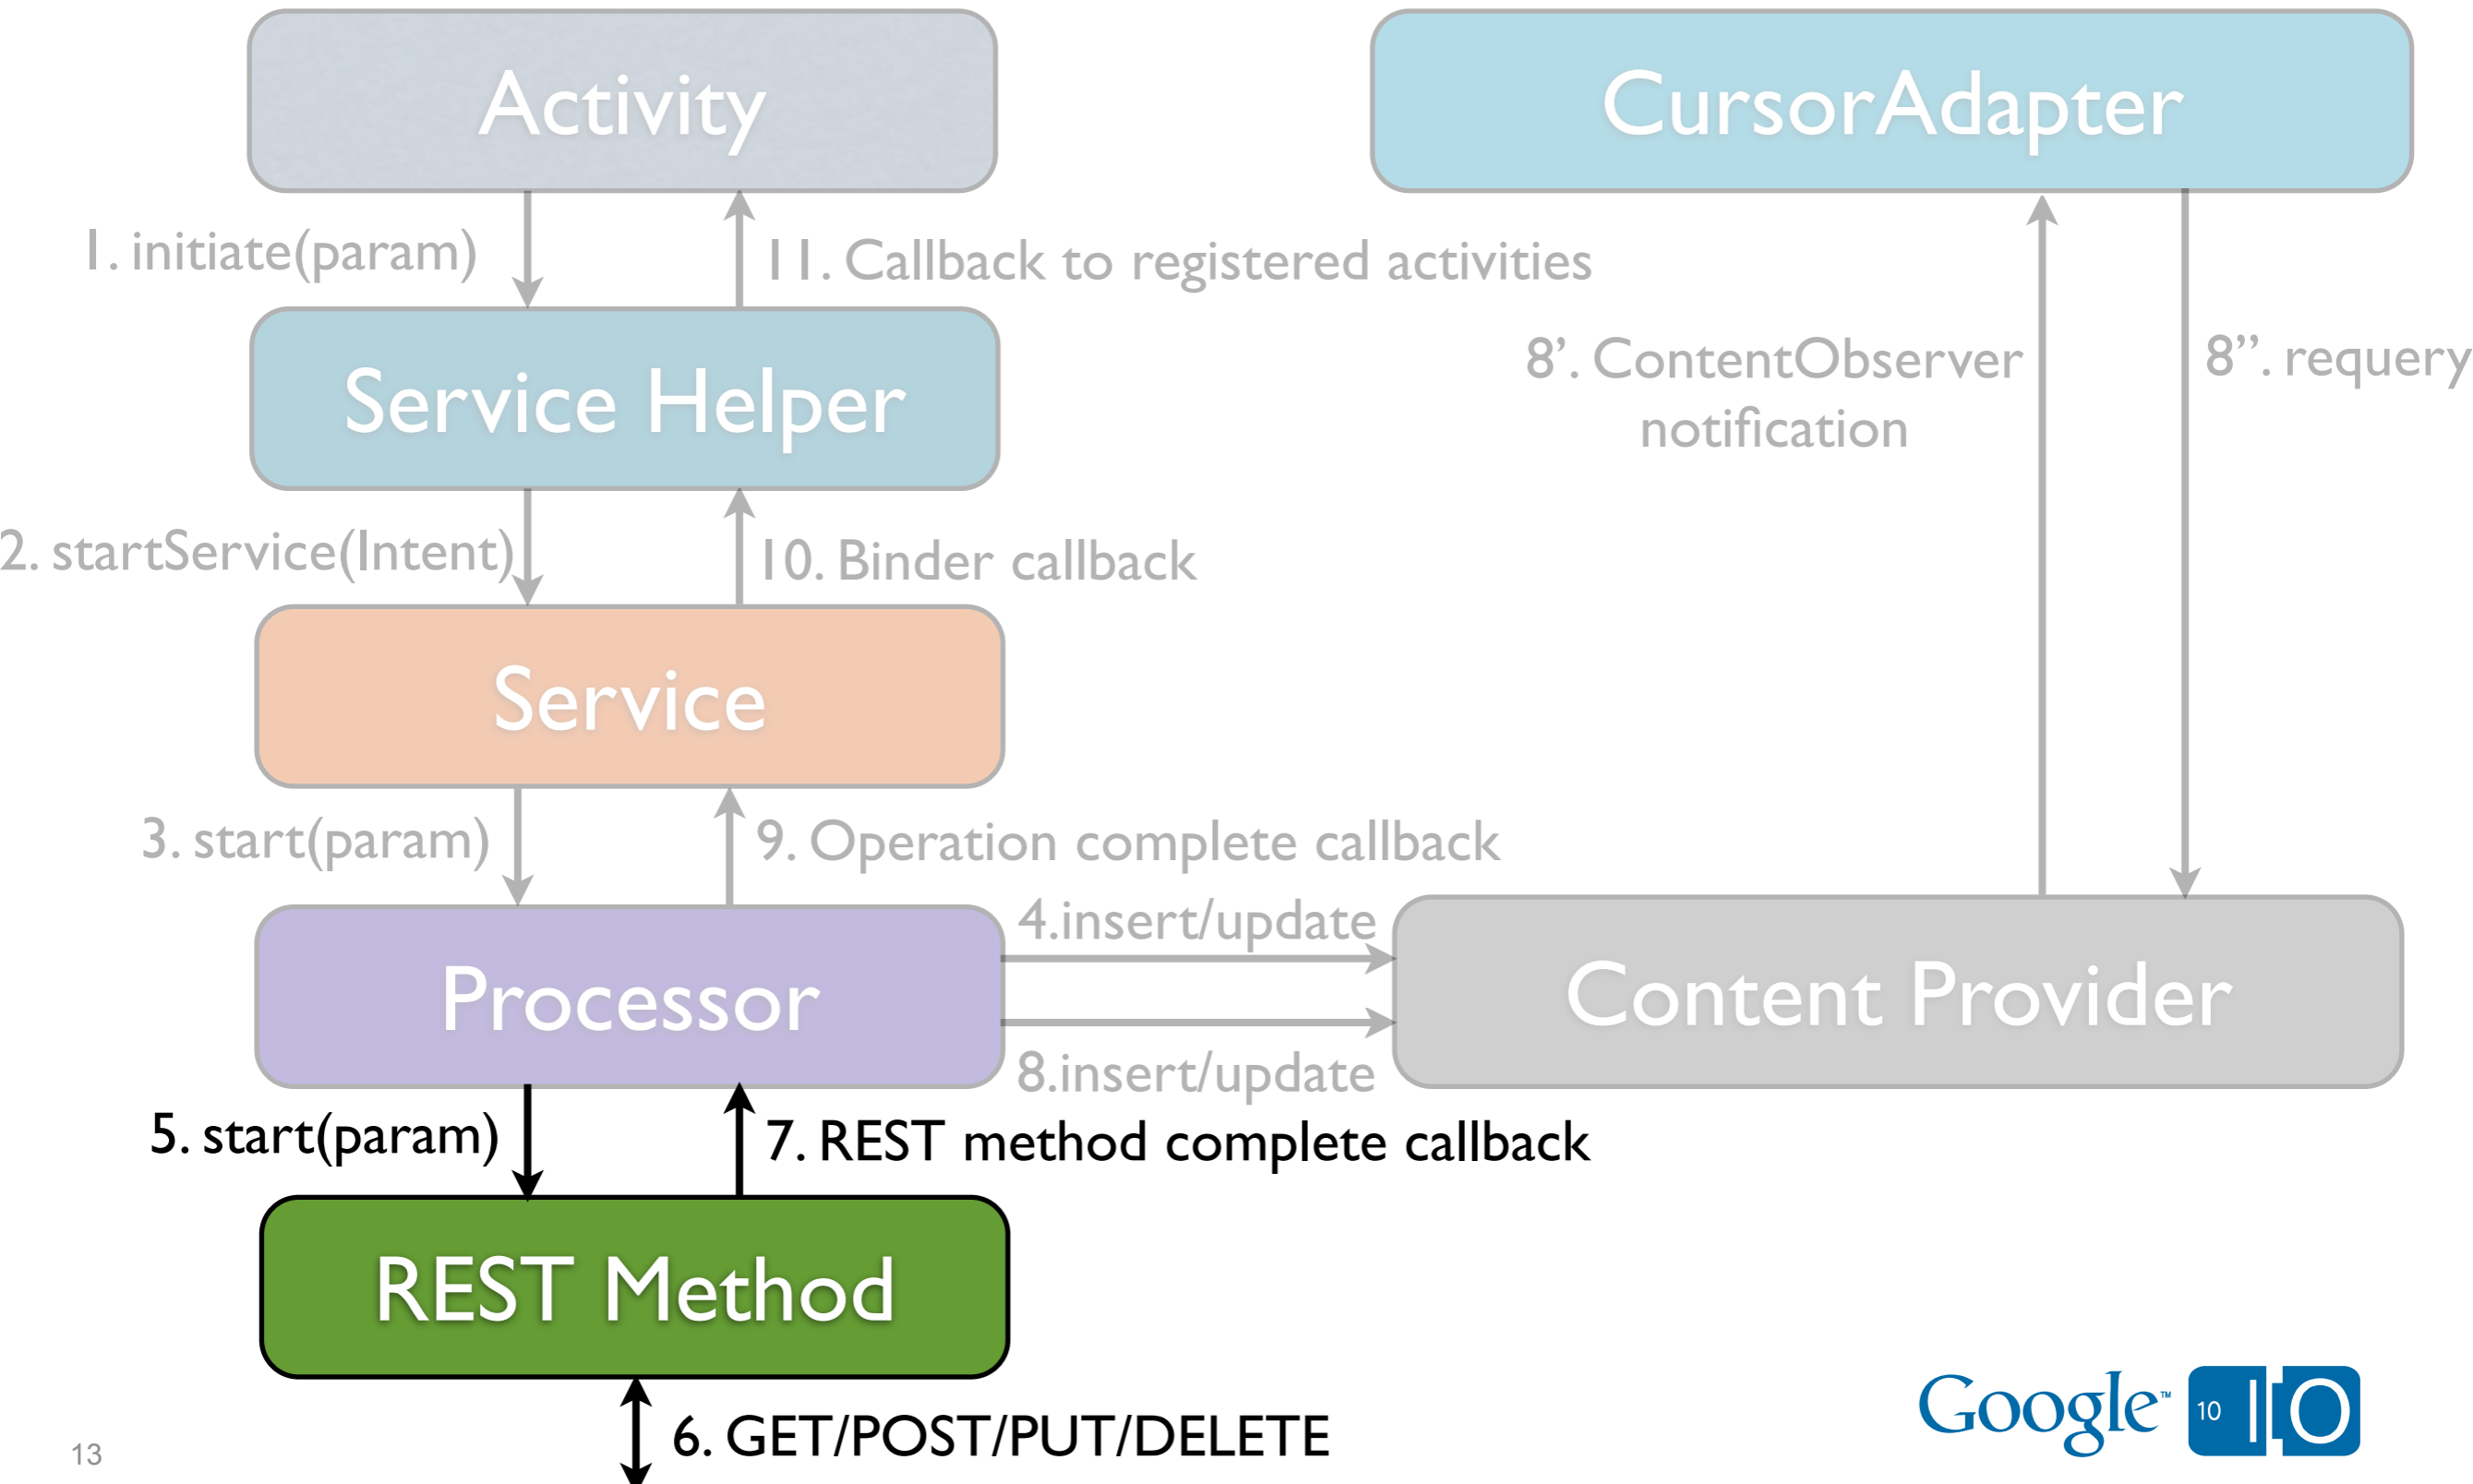 Activity
CursorAdapter
1. initiate(param)
11. Callback to registered activities
Service Helper
8’. ContentObserver
notification
8”. requery
2. startService(Intent)
10. Binder callback
Service
3. start(param)
9. Operation complete callback
4.insert/update
Processor
Content Provider
8.insert/update
5. start(param)
7. REST method complete callback
REST Method
6. GET/POST/PUT/DELETE
Google™ 10 IO
13